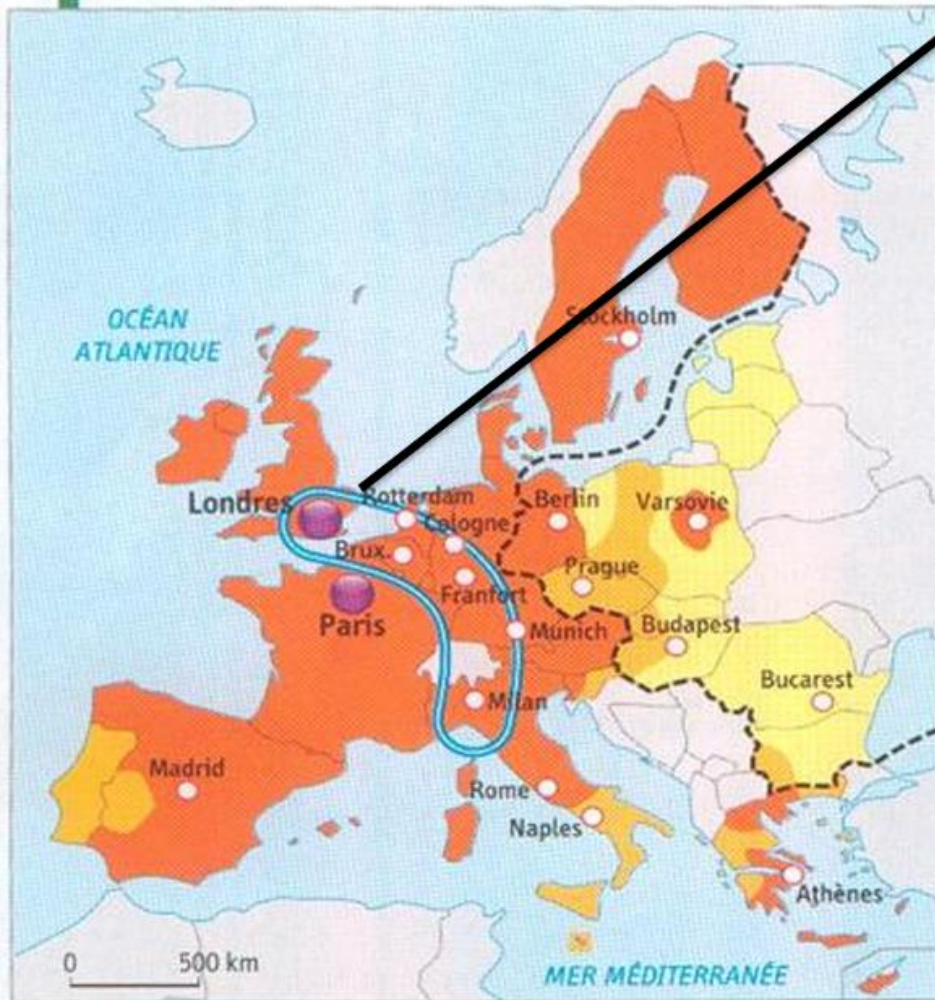 OCÉAN
ATLANTIQUE
Stockholm
Londres
Rotterdam
Berlin
Varsovie
Cologne
Brux.
Prague
Franfort
Paris
Munich
Budapest
Bucarest
Milan
Madrid
Rome
Naples
Athènes
0 500 km
MER MÉDITERRANÉE